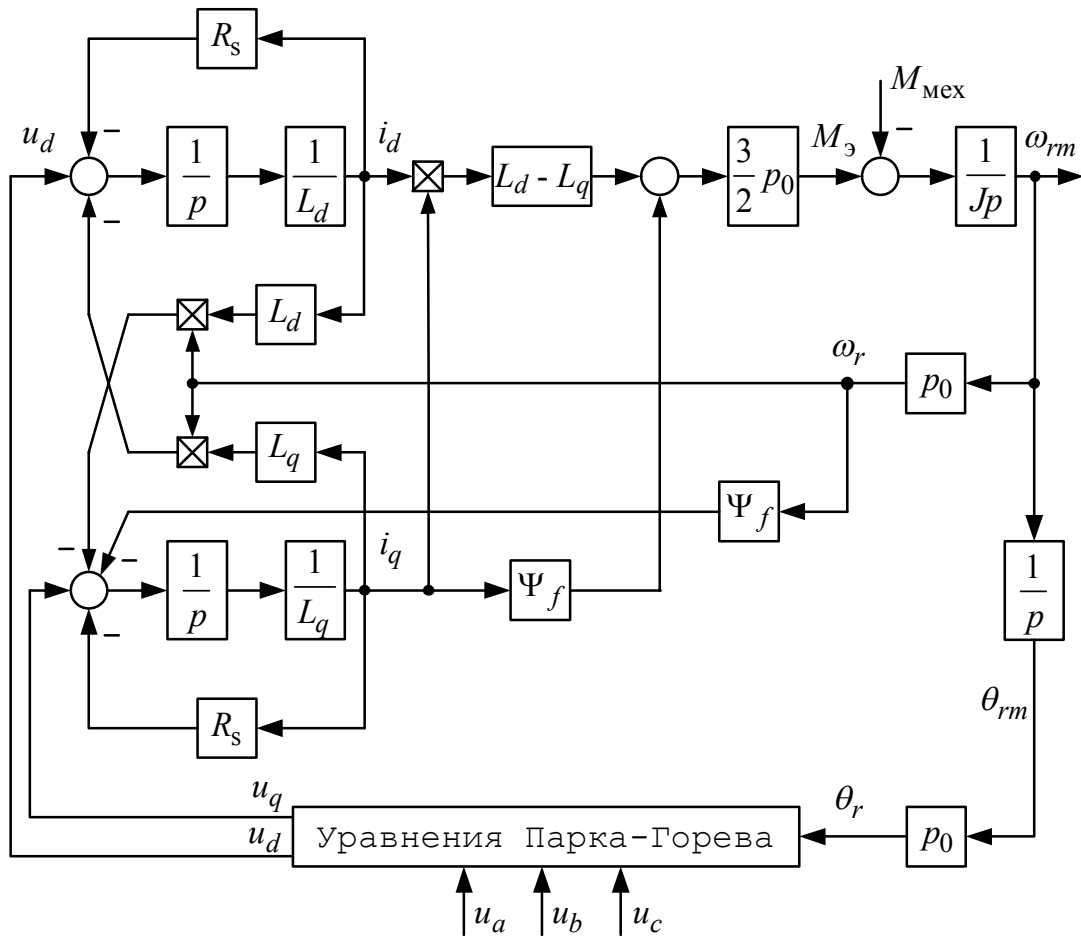 R_s
M_мех
u_d − i_d M_э − ω_rm
1/p 1/L_d L_d - L_q 3/2 p_0 1/Jp
−
L_d
ω_r
p_0
L_q
Ψ_f
− − i_q
1/p 1/L_q Ψ_f 1/p
−
R_s θ_rm
u_q θ_r
u_d Уравнения Парка-Горева p_0
u_a u_b u_c